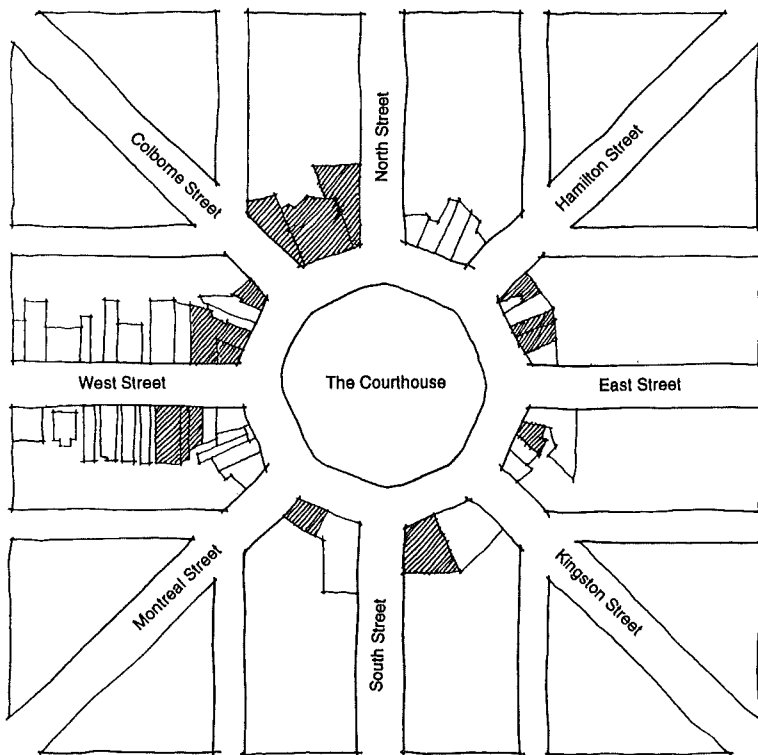 Colborne Street
North Street
Hamilton Street
West Street
The Courthouse
East Street
Montreal Street
South Street
Kingston Street